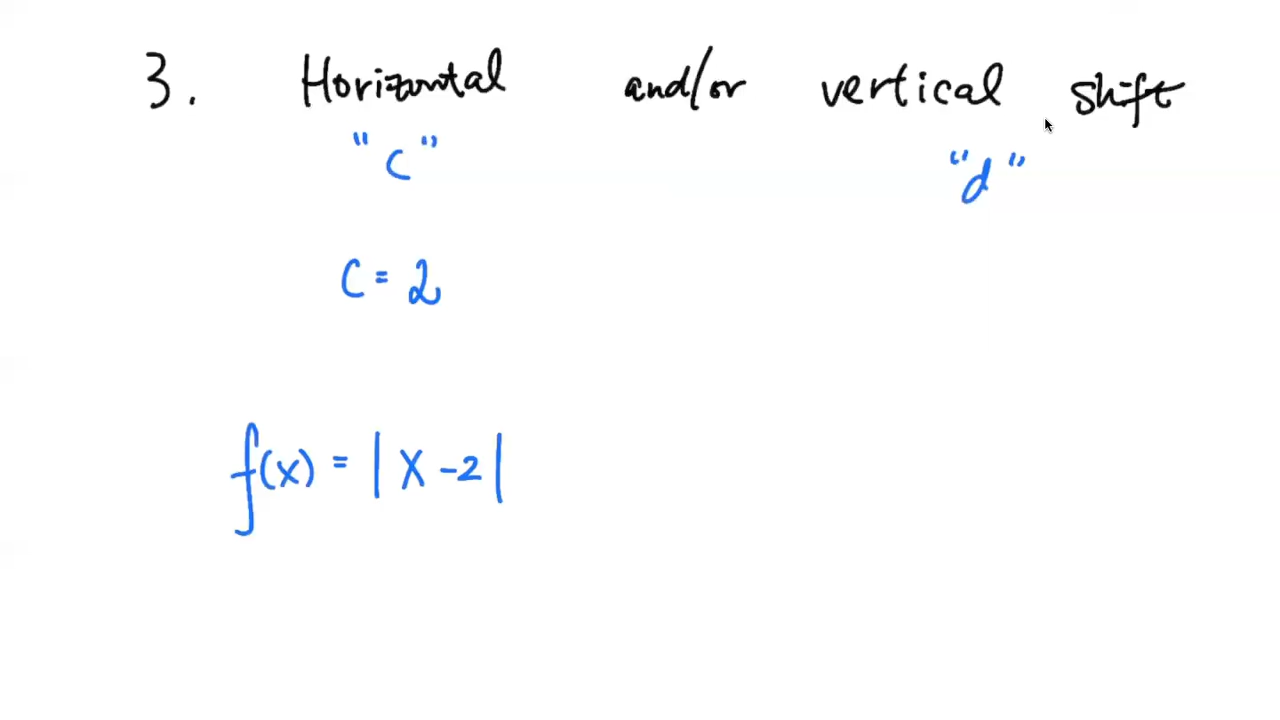 3. Horizontal and/or vertical shift
"c" "d"
C = 2
f(x) = | x - 2 |